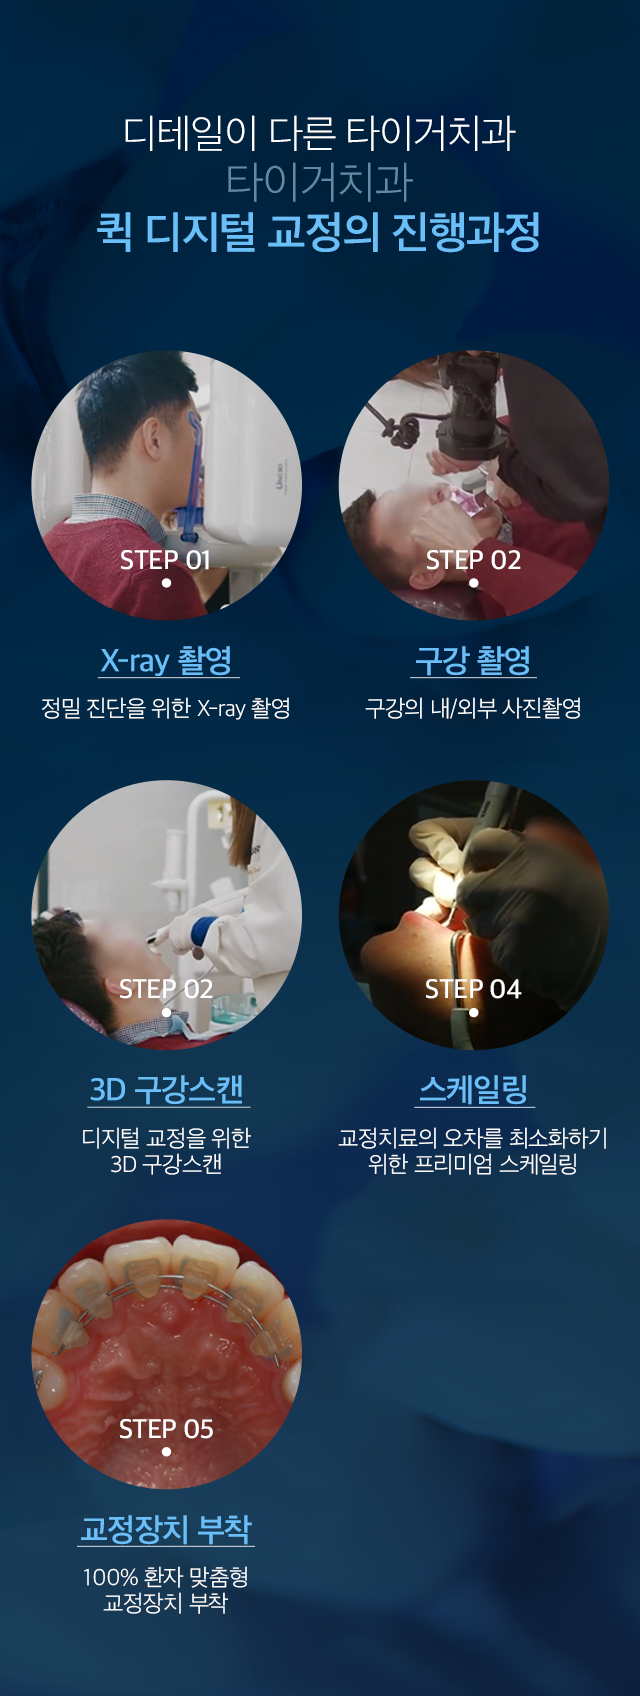 디테일이 다른 타이거치과
타이거치과
퀵 디지털 교정의 진행과정
STEP 01
X-ray 촬영
정밀 진단을 위한 X-ray 촬영
STEP 02
구강 촬영
구강의 내/외부 사진촬영
STEP 02
3D 구강스캔
디지털 교정을 위한
3D 구강스캔
STEP 04
스케일링
교정치료의 오차를 최소화하기
위한 프리미엄 스케일링
STEP 05
교정장치 부착
100% 환자 맞춤형
교정장치 부착